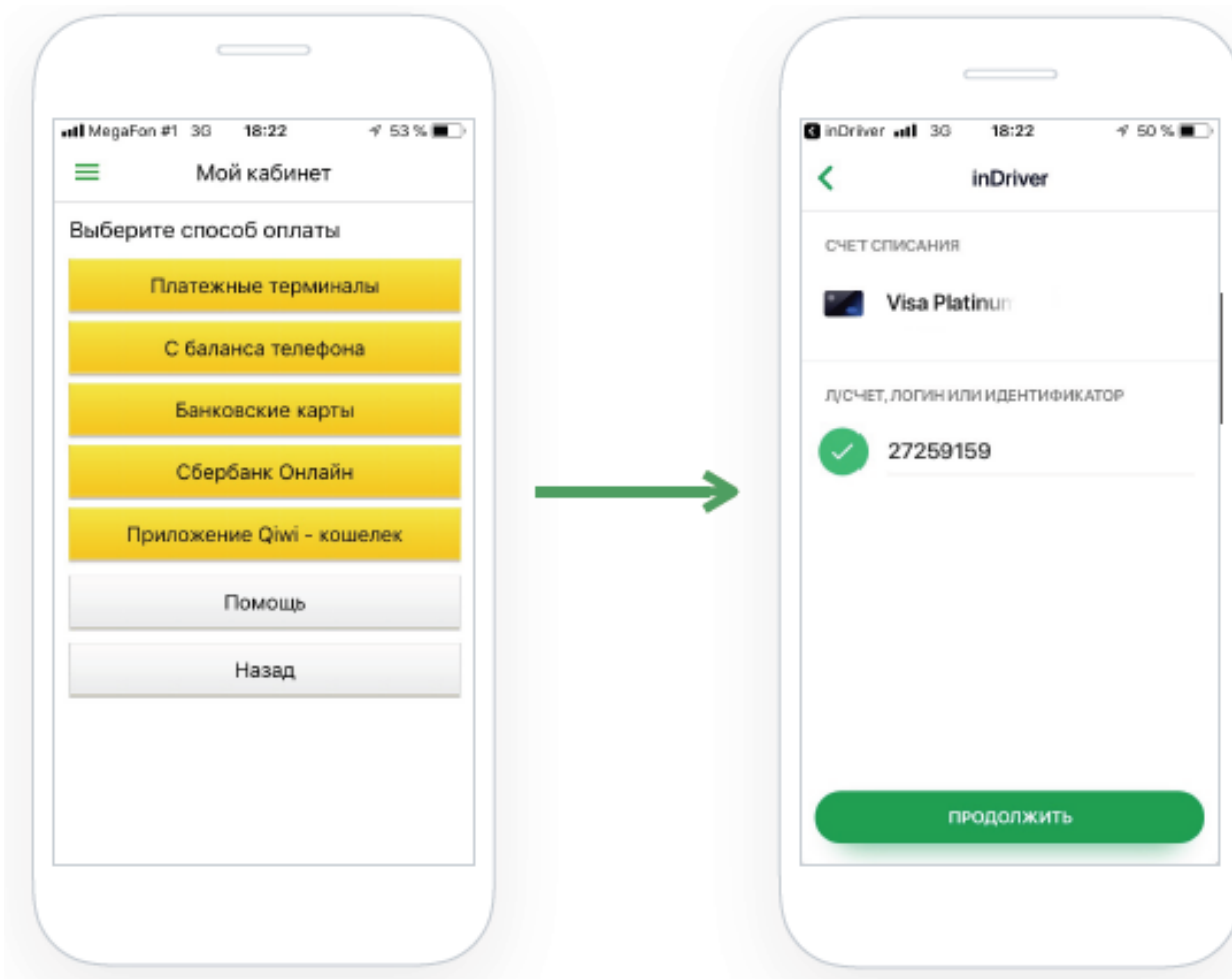 MegaFon #1 3G 18:22 53 %
Мой кабинет
Выберите способ оплаты
Платежные терминалы
С баланса телефона
Банковские карты
Сбербанк Онлайн
Приложение Qiwi - кошелек
Помощь
Назад
inDriver 3G 18:22 50 %
inDriver
СЧЕТ СПИСАНИЯ
Visa Platinum
Л/СЧЕТ, ЛОГИН ИЛИ ИДЕНТИФИКАТОР
27259159
ПРОДОЛЖИТЬ